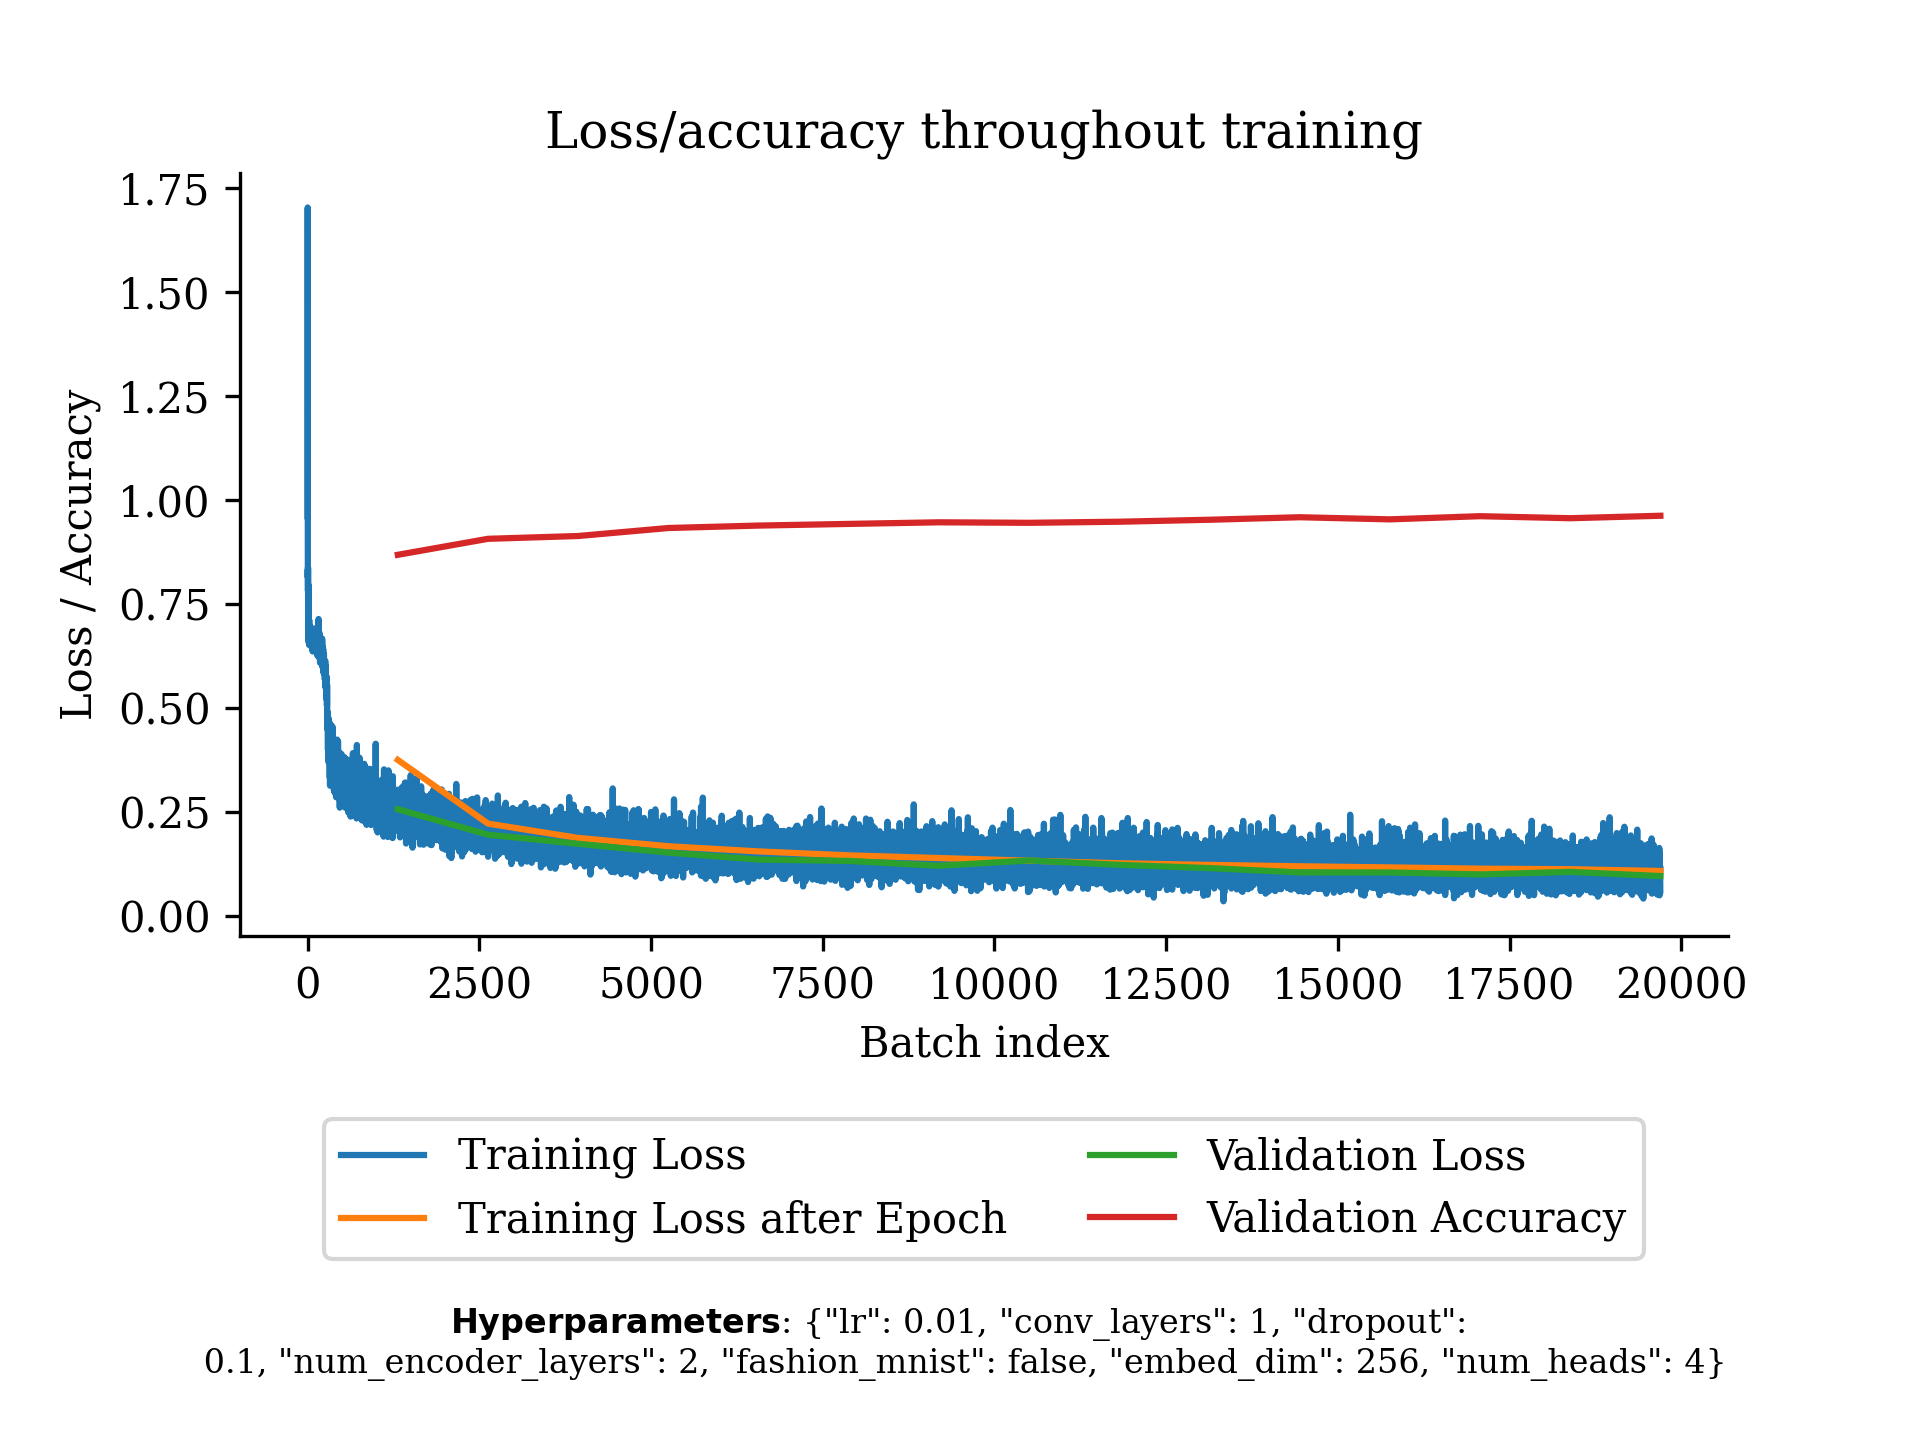 Loss/accuracy throughout training
1.75
1.50
1.25
1.00
0.75
0.50
0.25
0.00
Loss / Accuracy
0 2500 5000 7500 10000 12500 15000 17500 20000
Batch index
Training Loss
Training Loss after Epoch
Validation Loss
Validation Accuracy
Hyperparameters: {"lr": 0.01, "conv_layers": 1, "dropout":
0.1, "num_encoder_layers": 2, "fashion_mnist": false, "embed_dim": 256, "num_heads": 4}